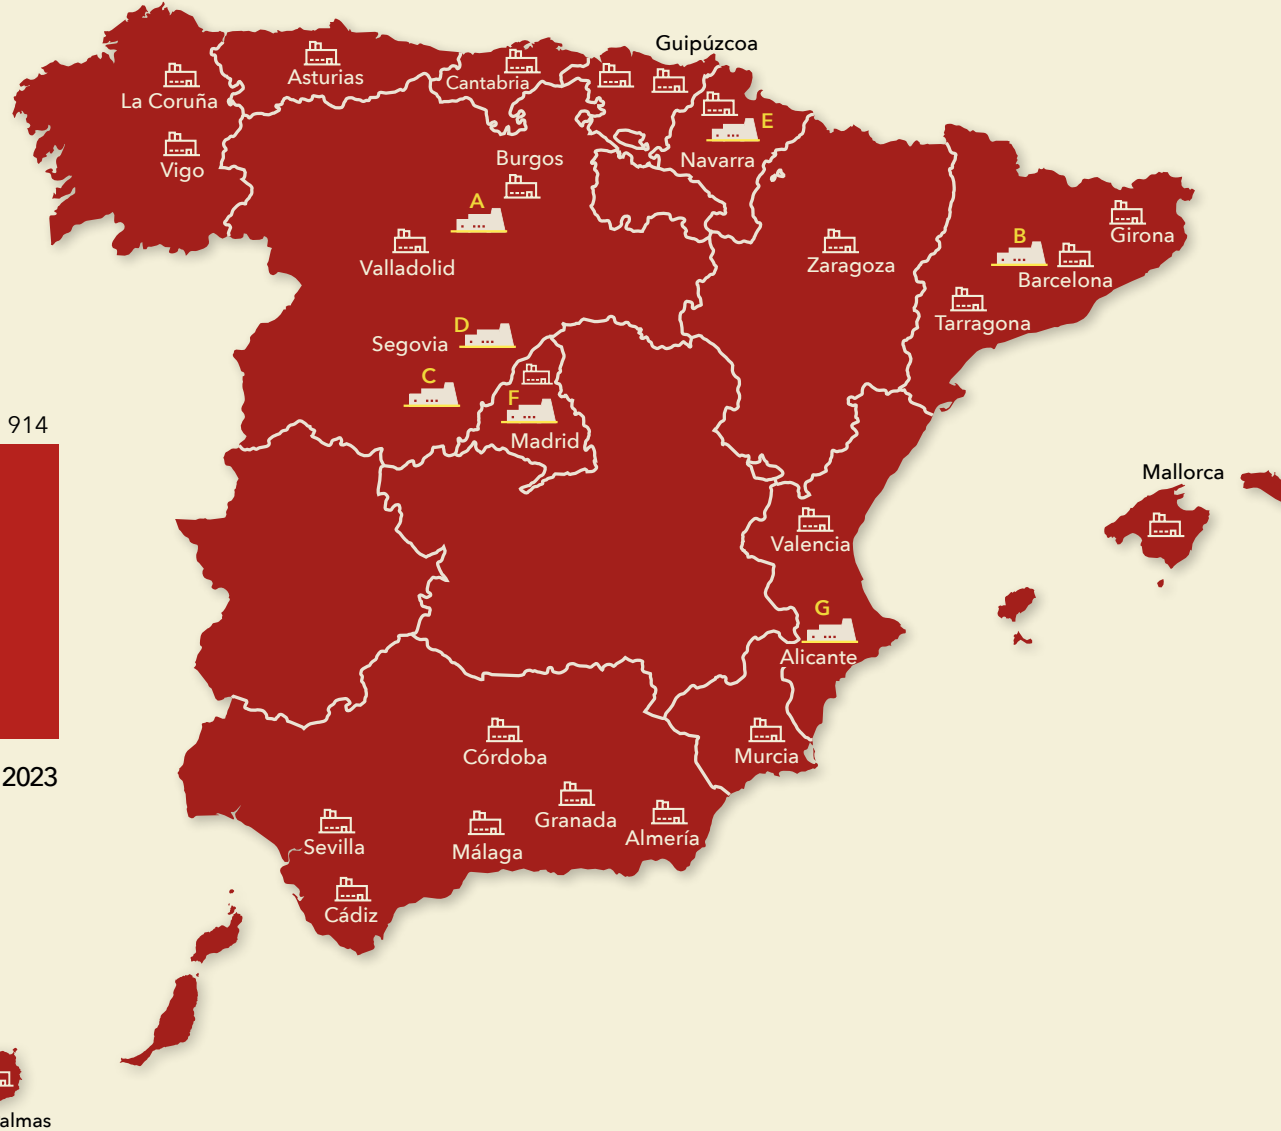 Guipúzcoa
Asturias
Cantabria
La Coruña
E
Burgos
Navarra
Vigo
A
B
Girona
Valladolid
Zaragoza
Barcelona
D
Tarragona
Segovia
C
F
914
Madrid
Mallorca
Valencia
G
Alicante
Córdoba
Murcia
2023
Granada
Almería
Sevilla
Málaga
Cádiz
almas